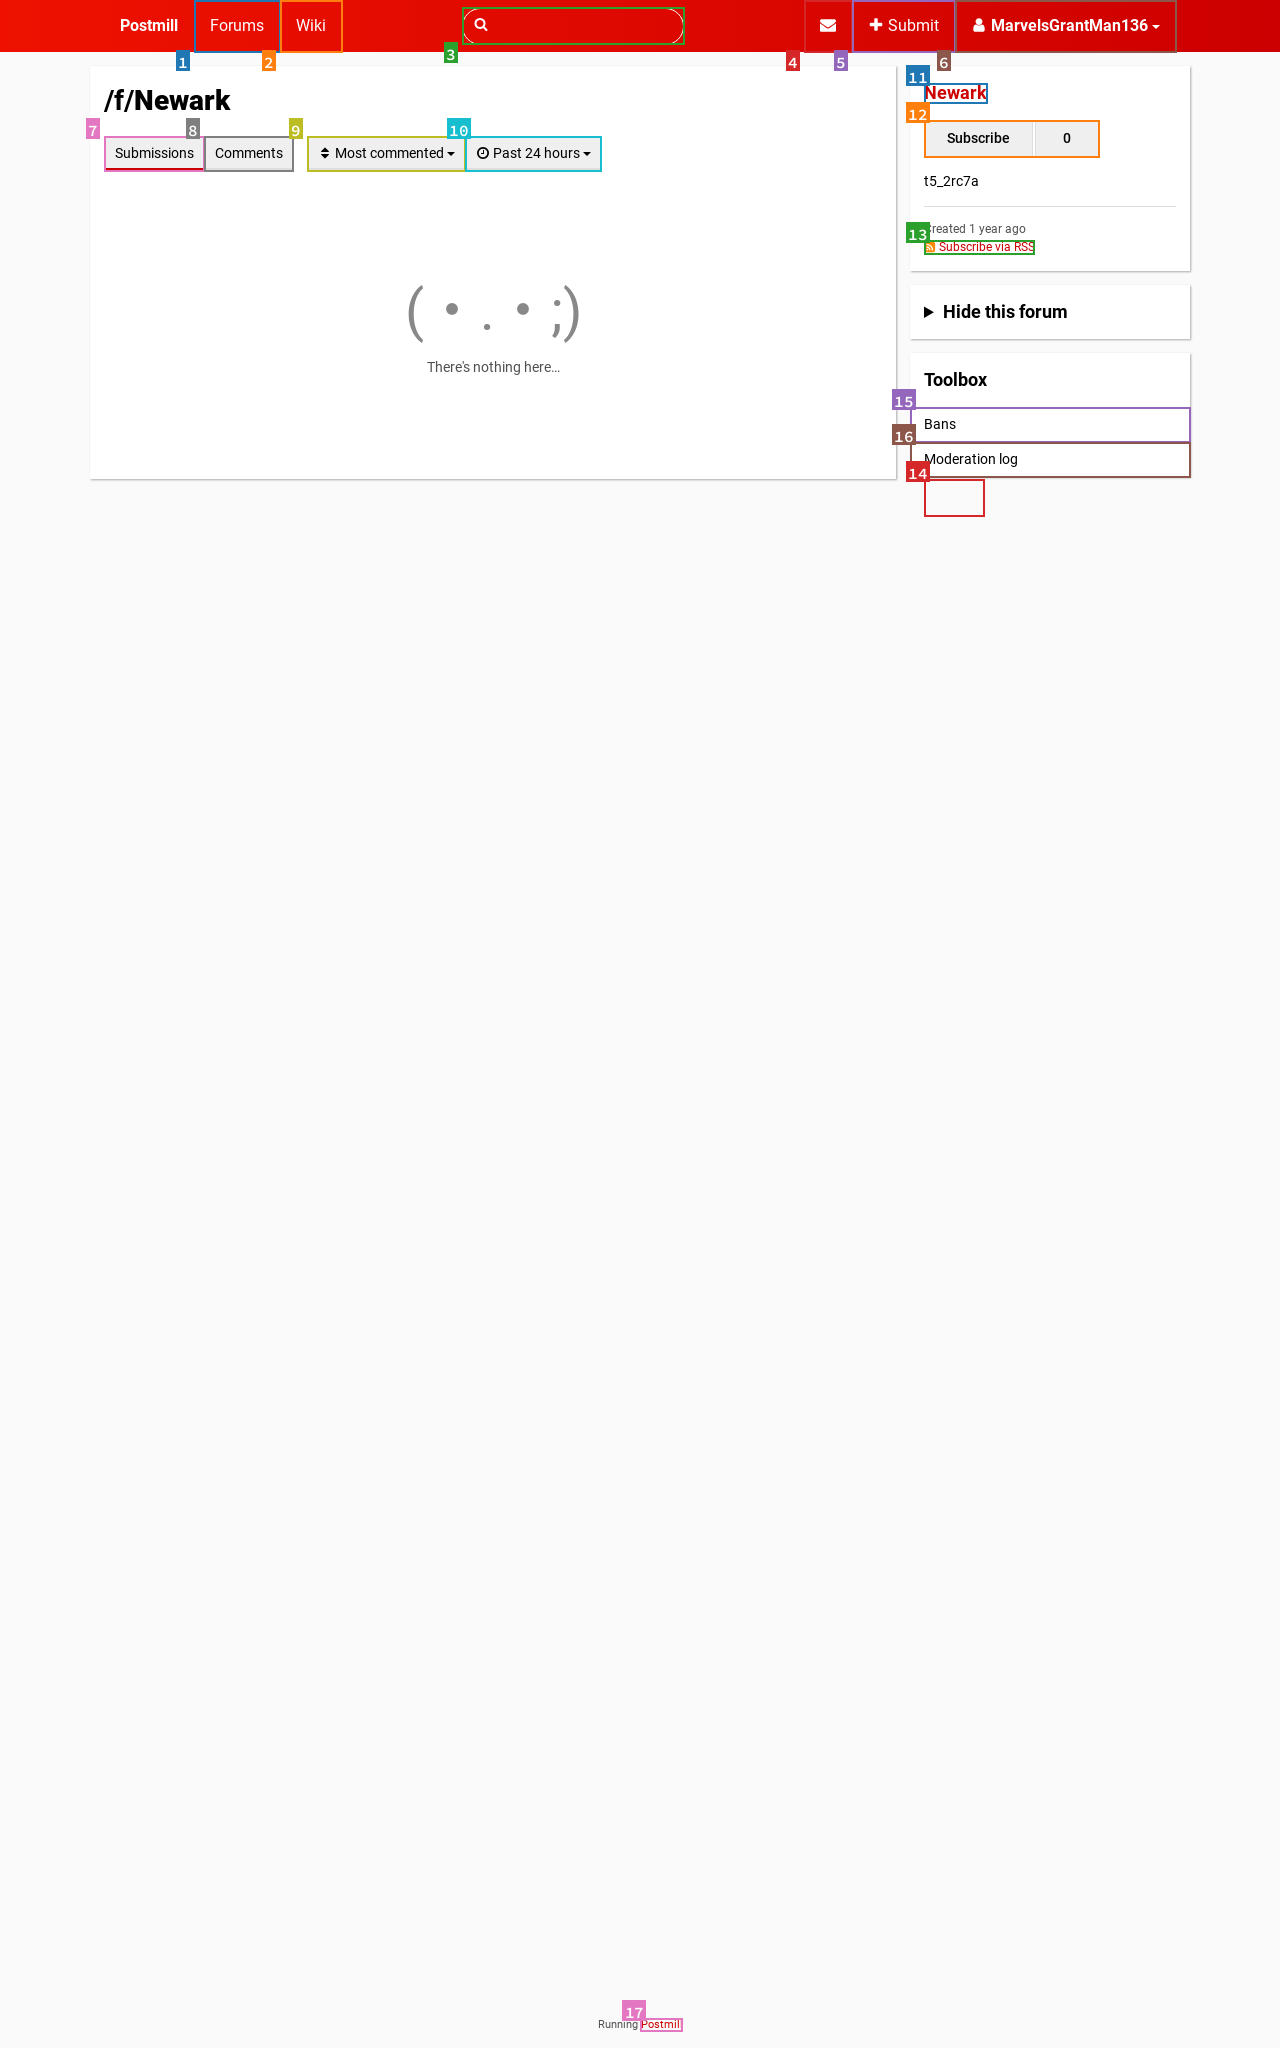 Postmill Forums Wiki Submit MarvelsGrantMan136
1 2 3 4 5 6
/f/Newark
7 8 9 10
Submissions Comments Most commented Past 24 hours
( • . • ;)
There's nothing here…
11
Newark
12
Subscribe 0
t5_2rc7a
13
Created 1 year ago
Subscribe via RSS
Hide this forum
Toolbox
15
Bans
16
Moderation log
14
17
Running Postmill